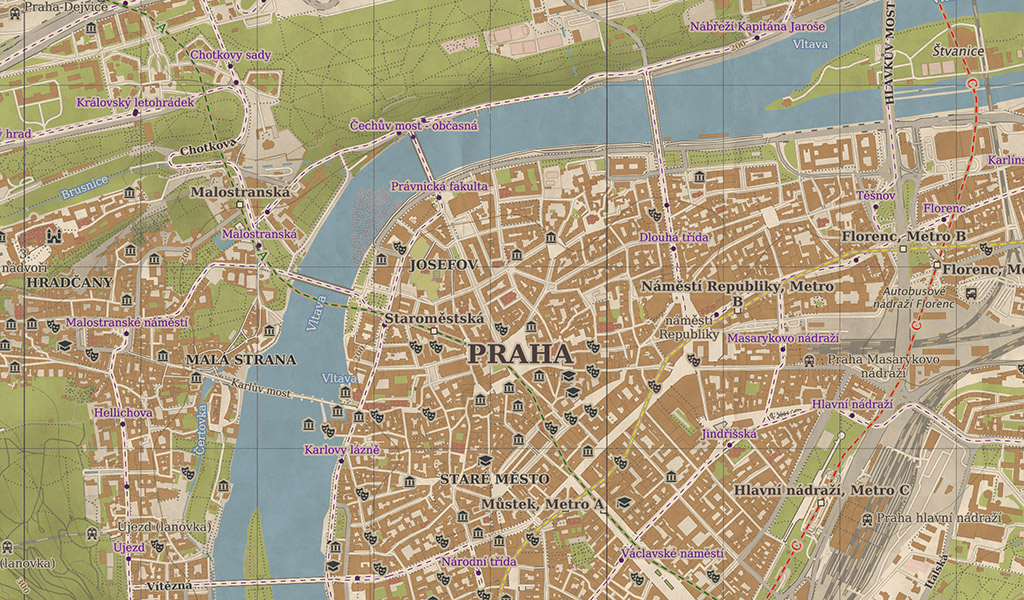 Praha-Dejvice
A
Nábřeží Kapitána Jaroše
200
Vltava
HLÁVKŮV MOST
Štvanice
C
Chotkovy sady
Královský letohrádek
hrad
Čechův most - občasná
Chotkova
Brusnice
Malostranská
Právnická fakulta
Malostranská
A
Karlíns
Těšnov
Florenc
Florenc, Metro B
Dlouhá třída
Florenc, Me
3.
nádvoří
HRADČANY
JOSEFOV
Náměstí Republiky, Metro
B
Autobusové
nádraží Florenc
Vltava
Staroměstská
Malostranské náměstí
náměstí
Republiky
C
Masarykovo nádraží
PRAHA
MALÁ STRANA
Praha Masarykovo
nádraží
Karlův most
Vltava
Hellichova
Čertovka
Hlavní nádraží
Jindřišská
Karlovy lázně
STARÉ MĚSTO
Můstek, Metro A
Hlavní nádraží, Metro C
Praha hlavní nádraží
Újezd (lanovka)
Újezd
C
(lanovka)
Národní třída
Václavské náměstí
Vítězná
Italská